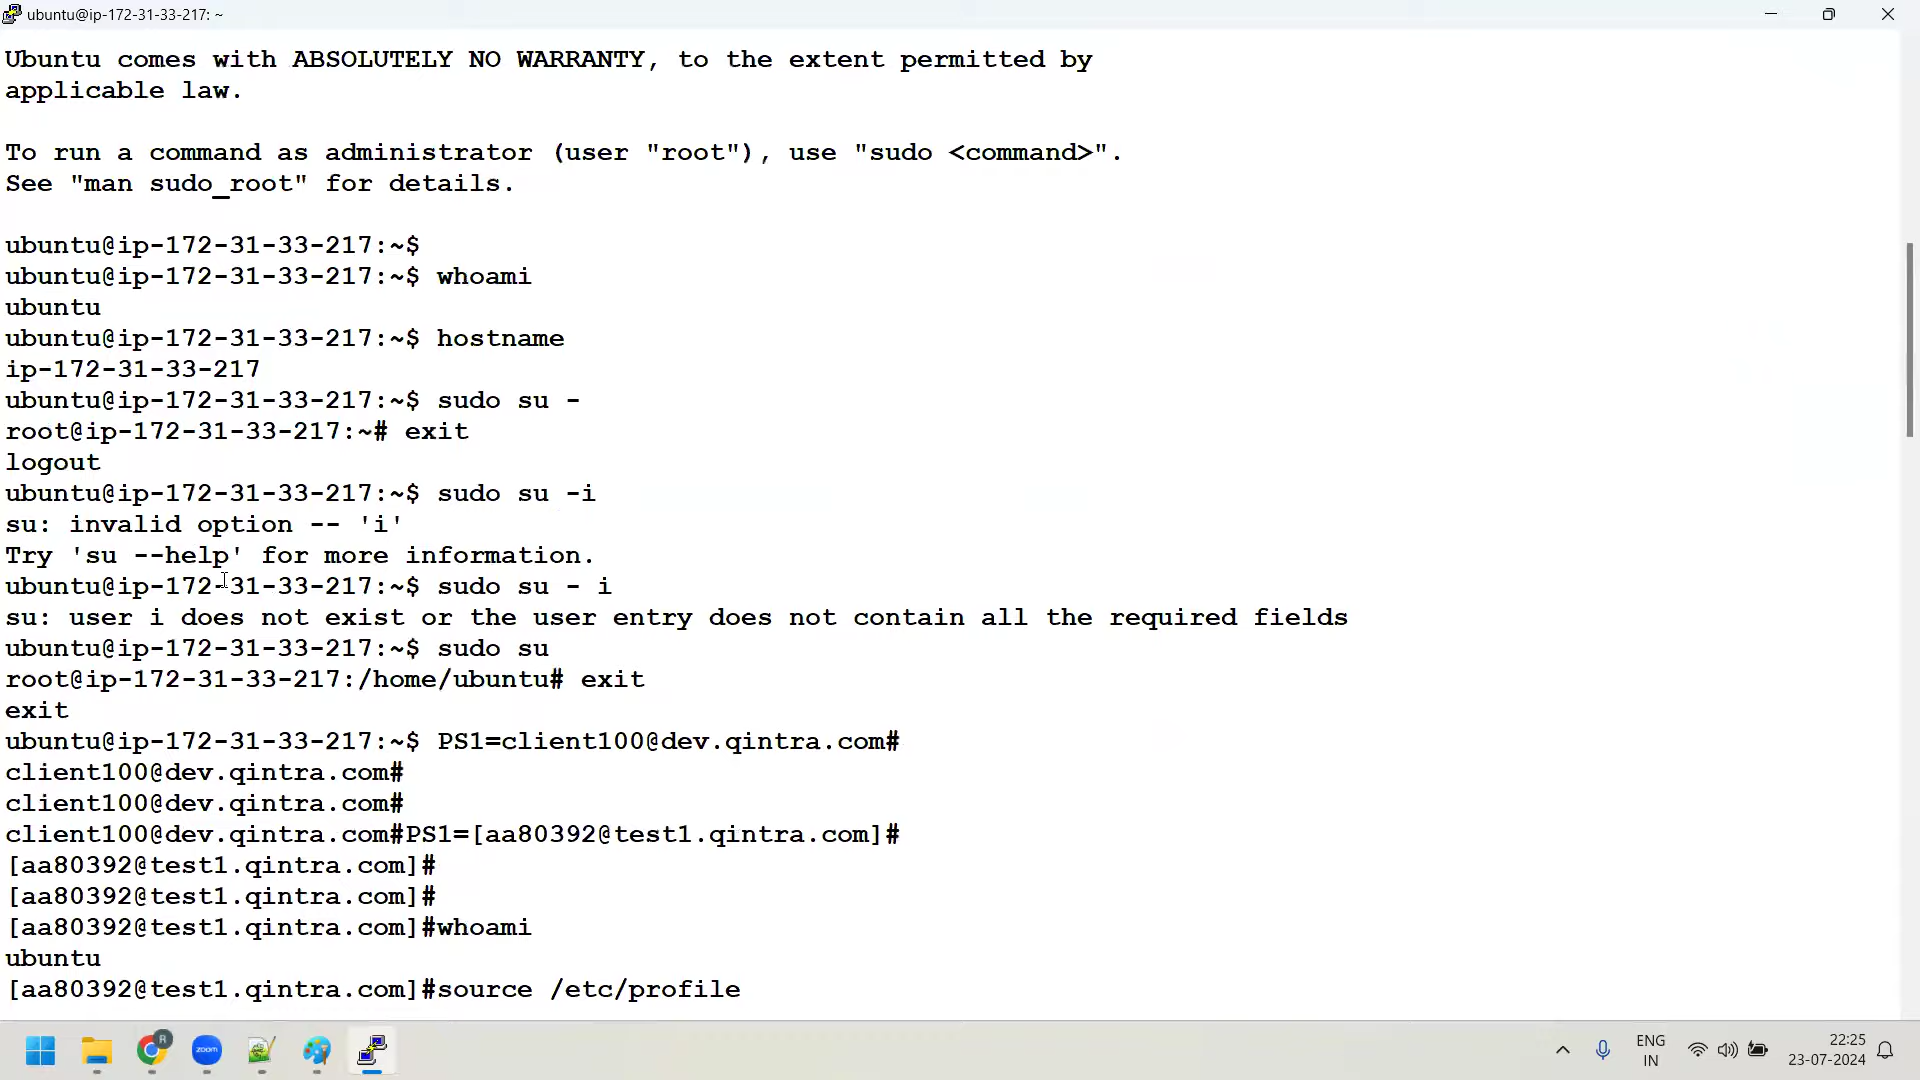 ubuntu@ip-172-31-33-217: ~
Ubuntu comes with ABSOLUTELY NO WARRANTY, to the extent permitted by
applicable law.
To run a command as administrator (user "root"), use "sudo <command>".
See "man sudo_root" for details.
ubuntu@ip-172-31-33-217:~$
ubuntu@ip-172-31-33-217:~$ whoami
ubuntu
ubuntu@ip-172-31-33-217:~$ hostname
ip-172-31-33-217
ubuntu@ip-172-31-33-217:~$ sudo su -
root@ip-172-31-33-217:~# exit
logout
ubuntu@ip-172-31-33-217:~$ sudo su -i
su: invalid option -- 'i'
Try 'su --help' for more information.
ubuntu@ip-172-31-33-217:~$ sudo su - i
su: user i does not exist or the user entry does not contain all the required fields
ubuntu@ip-172-31-33-217:~$ sudo su
root@ip-172-31-33-217:/home/ubuntu# exit
exit
ubuntu@ip-172-31-33-217:~$ PS1=client100@dev.qintra.com#
client100@dev.qintra.com#
client100@dev.qintra.com#
client100@dev.qintra.com#PS1=[aa80392@test1.qintra.com]#
[aa80392@test1.qintra.com]#
[aa80392@test1.qintra.com]#
[aa80392@test1.qintra.com]#whoami
ubuntu
[aa80392@test1.qintra.com]#source /etc/profile
R
zoom
ENG
IN
22:25
23-07-2024